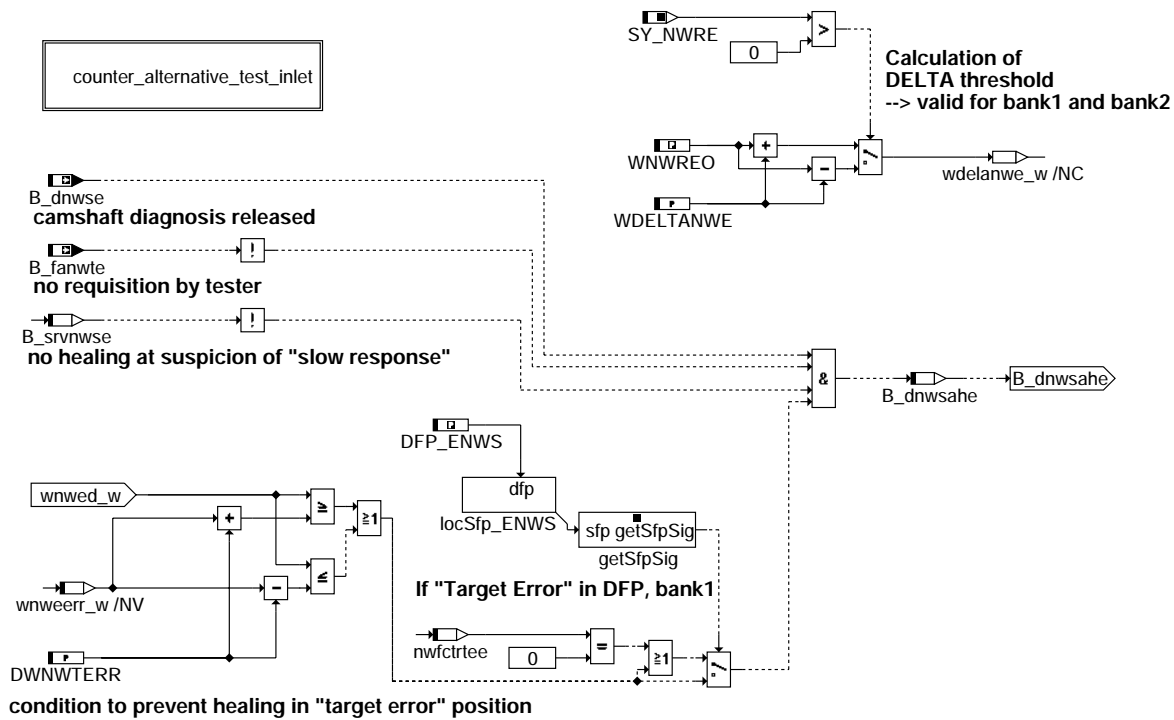 SY_NWRE
>
0
counter_alternative_test_inlet
Calculation of
DELTA threshold
--> valid for bank1 and bank2
WNWREO
+
-
wdelanwe_w /NC
WDELTANWE
P
B_dnwse
camshaft diagnosis released
B_fanwte
!
no requisition by tester
B_srvnwse
!
no healing at suspicion of "slow response"
&
B_dnwsahe
B_dnwsahe
DFP_ENWS
dfp
locSfp_ENWS
sfp getSfpSig
getSfpSig
wnwed_w
+
≥
≥1
-
≤
wnweerr_w /NV
If "Target Error" in DFP, bank1
nwfctrtee
=
0
≥1
P
DWNWTERR
condition to prevent healing in "target error" position